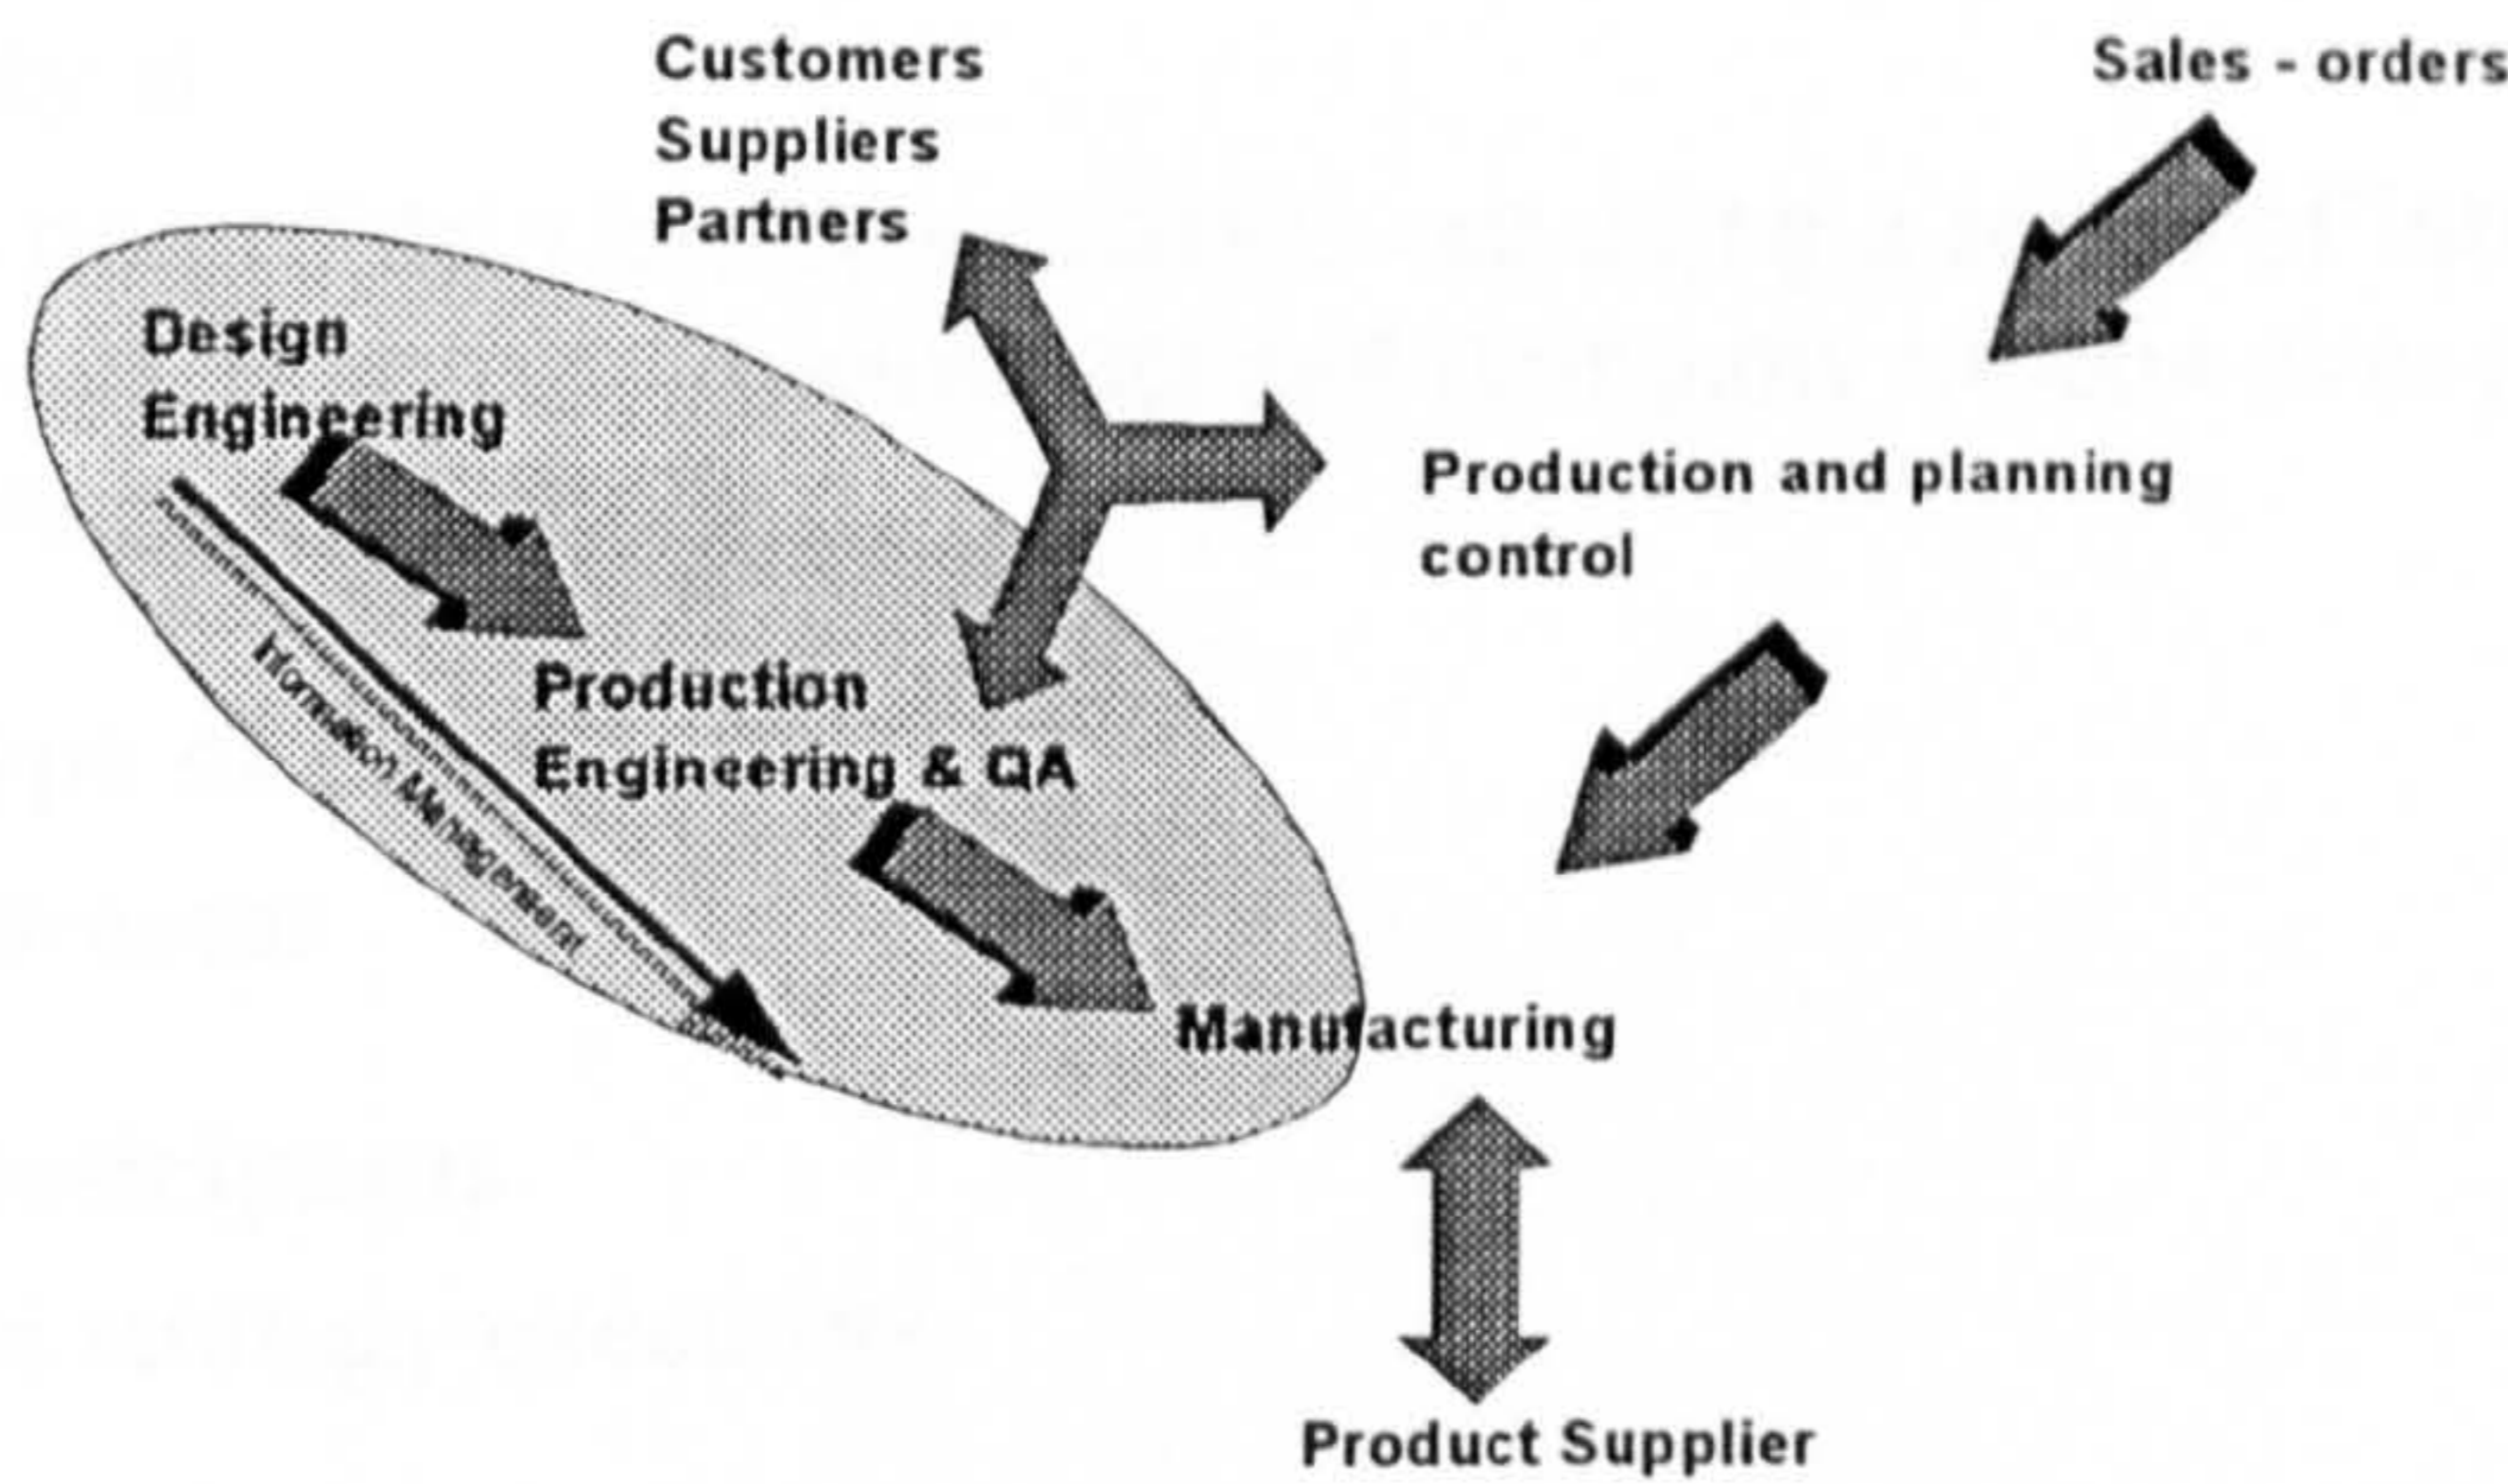 Customers
Suppliers
Partners
Sales - orders
Design
Engineering
Production and planning
control
Information Management
Production
Engineering & QA
Manufacturing
Product Supplier